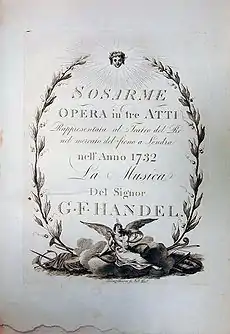 SOSARME
OPERA in tre ATTI
Rappresentata al Teatro del Re
nel mercato del fieno a Londra
nell'Anno 1732
La Musica
Del Signor
G·F·HANDEL.